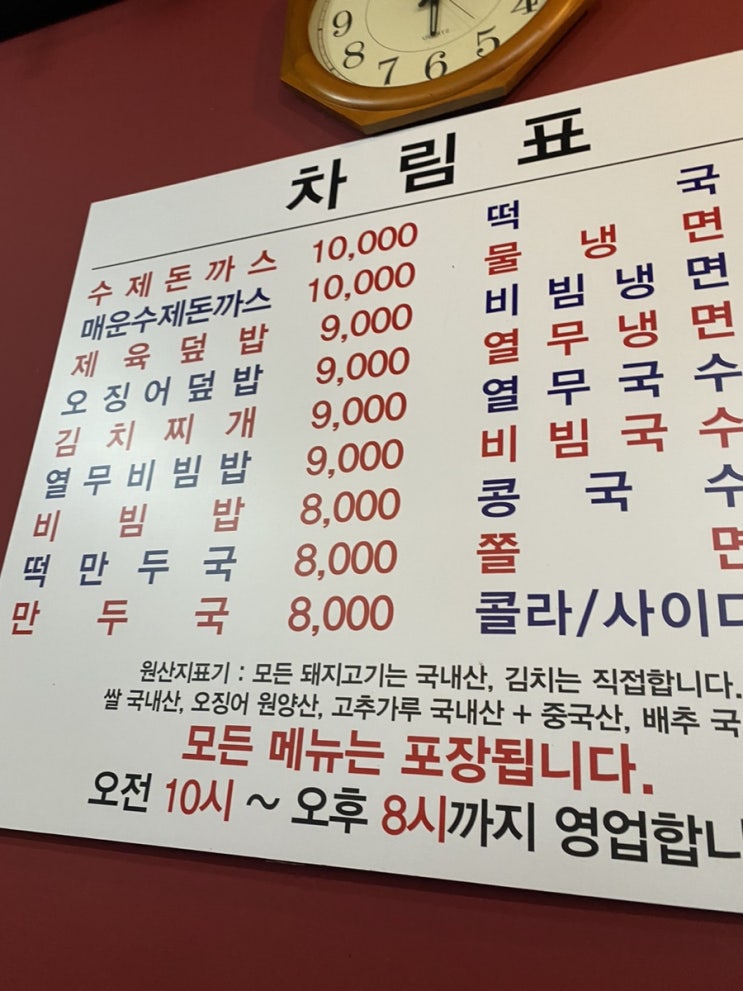 9 8 7 6 5 4
차림표
수제돈까스 10,000
매운수제돈까스 10,000
제육덮밥 9,000
오징어덮밥 9,000
김치찌개 9,000
열무비빔밥 9,000
비빔밥 8,000
떡만두국 8,000
만두국 8,000
떡국
물냉면
비빔냉면
열무냉면
열무국수
비빔국수
콩국수
쫄면
콜라/사이다
원산지표기 : 모든 돼지고기는 국내산, 김치는 직접합니다.
쌀 국내산, 오징어 원양산, 고추가루 국내산 + 중국산, 배추 국
모든 메뉴는 포장됩니다.
오전 10시 ~ 오후 8시까지 영업합니